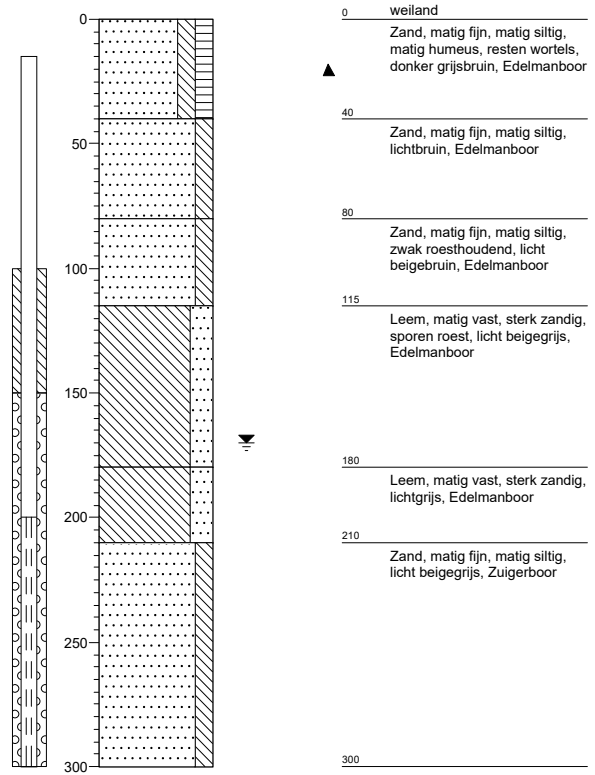 0
50
100
150
200
250
300
0
weiland
Zand, matig fijn, matig siltig,
matig humeus, resten wortels,
donker grijsbruin, Edelmanboor
40
Zand, matig fijn, matig siltig,
lichtbruin, Edelmanboor
80
Zand, matig fijn, matig siltig,
zwak roesthoudend, licht
beigebruin, Edelmanboor
115
Leem, matig vast, sterk zandig,
sporen roest, licht beigegrijs,
Edelmanboor
180
Leem, matig vast, sterk zandig,
lichtgrijs, Edelmanboor
210
Zand, matig fijn, matig siltig,
licht beigegrijs, Zuigerboor
300